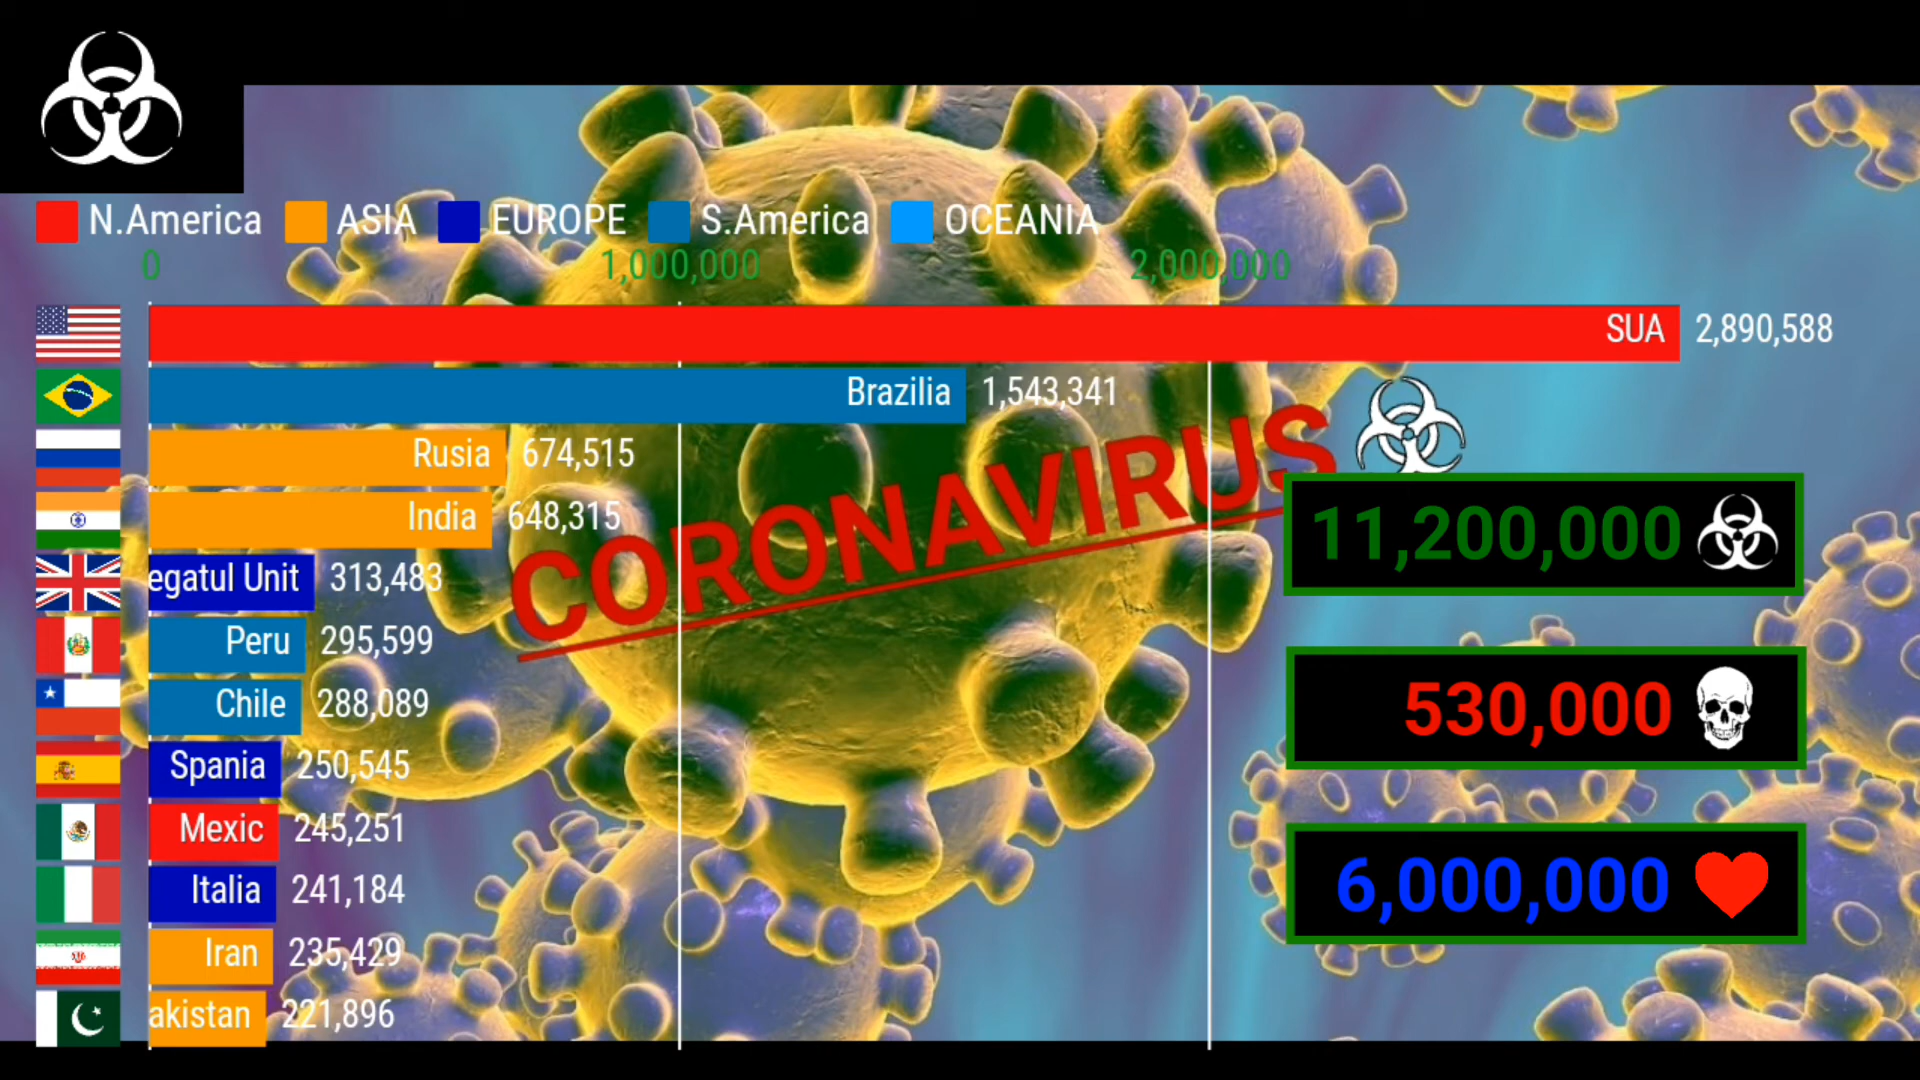 N.America ASIA EUROPE S.America OCEANIA
0 1,000,000 2,000,000
SUA 2,890,588
Brazilia 1,543,341
Rusia 674,515
India 648,315
CORONAVIRUS
11,200,000
egatul Unit 313,483
Peru 295,599
Chile 288,089
530,000
Spania 250,545
Mexic 245,251
Italia 241,184
6,000,000
Iran 235,429
akistan 221,896